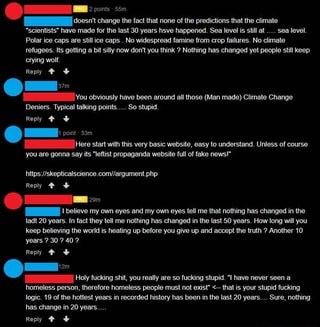 PRO 2 points · 55m
doesn't change the fact that none of the predictions that the climate
"scientists" have made for the last 30 years hsve happened. Sea level is still at ..... sea level.
Polar ice caps are still ice caps . No widespread famine from crop failures. No climate
refugees. Its getting a bit silly now don't you think ? Nothing has changed yet people still keep
crying wolf.
Reply
37m
You obviously have been around all those (Man made) Climate Change
Deniers. Typical talking points..... So stupid.
Reply
1 point · 33m
Here start with this very basic website, easy to understand. Unless of course
you are gonna say its "leftist propaganda website full of fake news!"
https://skepticalscience.com//argument.php
Reply
PRO 29m
I believe my own eyes and my own eyes tell me that nothing has changed in the
ladt 20 years. In fact they tell me nothing has changed in the last 50 years. How long will you
keep believing the world is heating up before you give up and accept the truth ? Another 10
years ? 30 ? 40 ?
Reply
12m
Holy fucking shit, you really are so fucking stupid. "I have never seen a
homeless person, therefore homeless people must not exist" <-- that is your stupid fucking
logic. 19 of the hottest years in recorded history has been in the last 20 years.... Sure, nothing
has changed in 20 years.....
Reply